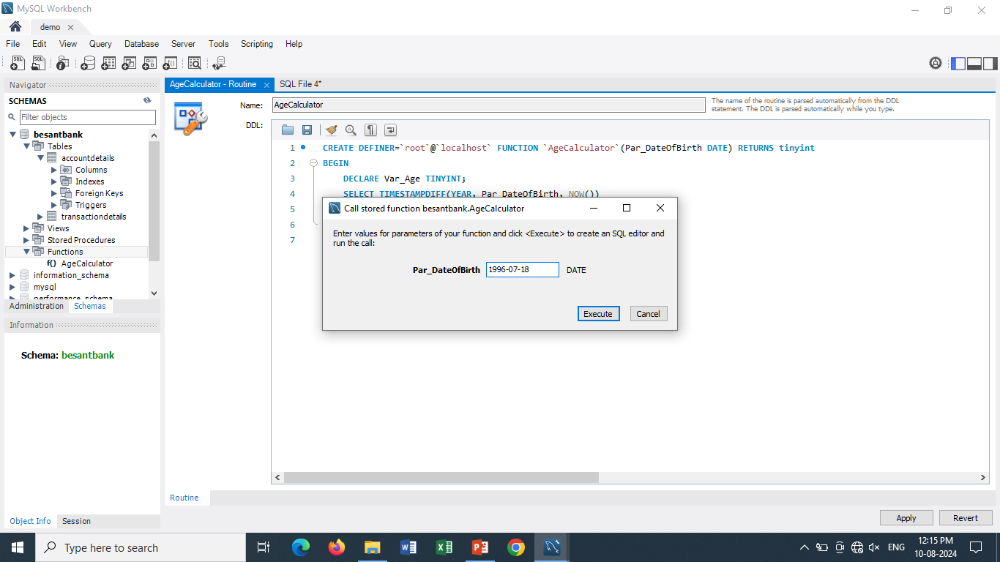 MySQL Workbench
demo
File Edit View Query Database Server Tools Scripting Help
Navigator
SCHEMAS
Filter objects
besantbank
Tables
accountdetails
Columns
Indexes
Foreign Keys
Triggers
transactiondetails
Views
Stored Procedures
Functions
f() AgeCalculator
information_schema
mysql
performance_schema
Administration Schemas
Information
Schema: besantbank
Object Info Session
AgeCalculator - Routine SQL File 4*
Name: AgeCalculator
The name of the routine is parsed automatically from the DDL
statement. The DDL is parsed automatically while you type.
DDL:
1 CREATE DEFINER=`root`@`localhost` FUNCTION `AgeCalculator`(Par_DateOfBirth DATE) RETURNS tinyint
2 BEGIN
3 DECLARE Var_Age TINYINT;
4 SELECT TIMESTAMPDIFF(YEAR, Par_DateOfBirth, NOW())
5
6
7
Call stored function besantbank.AgeCalculator
Enter values for parameters of your function and click <Execute> to create an SQL editor and
run the call:
Par_DateOfBirth 1996-07-18 DATE
Execute Cancel
Routine
Apply Revert
Type here to search
ENG
12:15 PM
10-08-2024